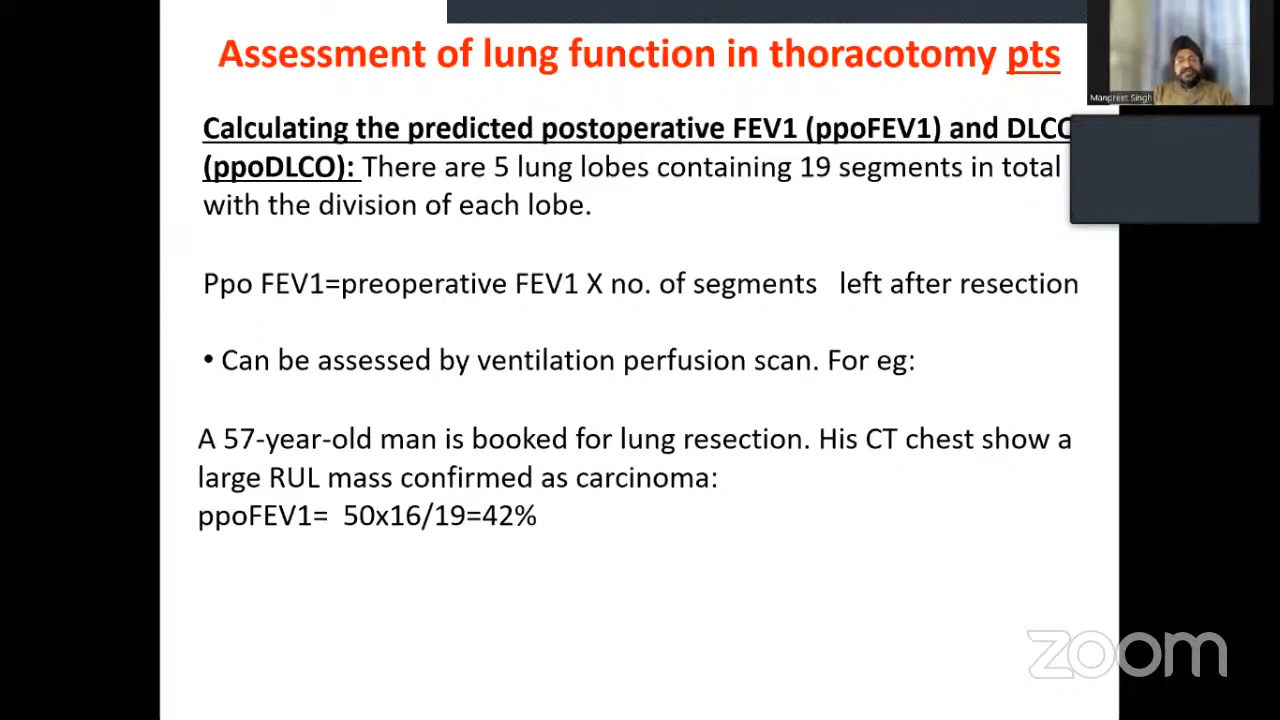 Assessment of lung function in thoracotomy pts
Manpreet Singh
Calculating the predicted postoperative FEV1 (ppoFEV1) and DLCO
(ppoDLCO): There are 5 lung lobes containing 19 segments in total
with the division of each lobe.
Ppo FEV1=preoperative FEV1 X no. of segments left after resection
• Can be assessed by ventilation perfusion scan. For eg:
A 57-year-old man is booked for lung resection. His CT chest show a
large RUL mass confirmed as carcinoma:
ppoFEV1= 50x16/19=42%
zoom